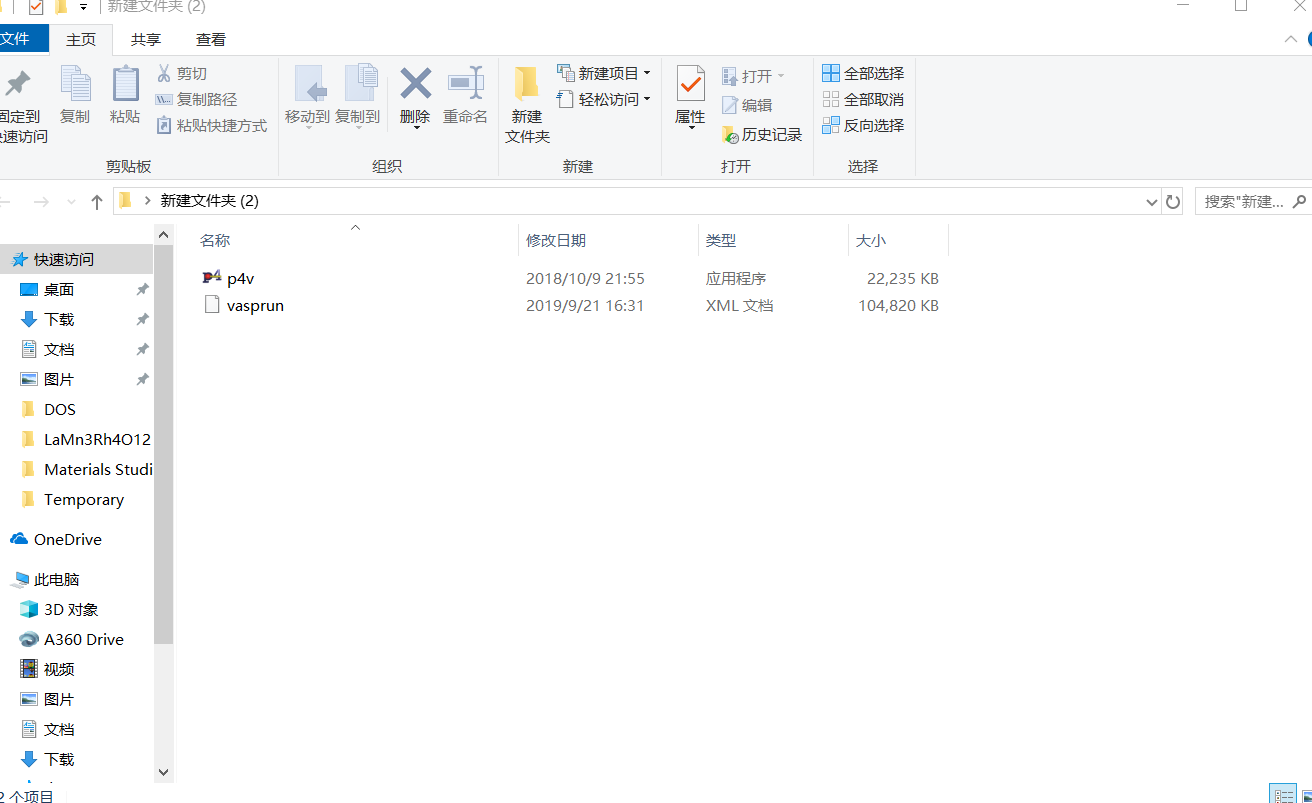 新建文件夹 (2)
文件 主页 共享 查看
固定到
快速访问
复制
粘贴
剪切
复制路径
粘贴快捷方式
剪贴板
移动到
复制到
删除
重命名
组织
新建
文件夹
新建项目
轻松访问
新建
属性
打开
编辑
历史记录
打开
全部选择
全部取消
反向选择
选择
新建文件夹 (2)
搜索"新建...
名称 修改日期 类型 大小
p4v 2018/10/9 21:55 应用程序 22,235 KB
vasprun 2019/9/21 16:31 XML 文档 104,820 KB
快速访问
桌面
下载
文档
图片
DOS
LaMn3Rh4O12
Materials Studi
Temporary
OneDrive
此电脑
3D 对象
A360 Drive
视频
图片
文档
下载
2 个项目